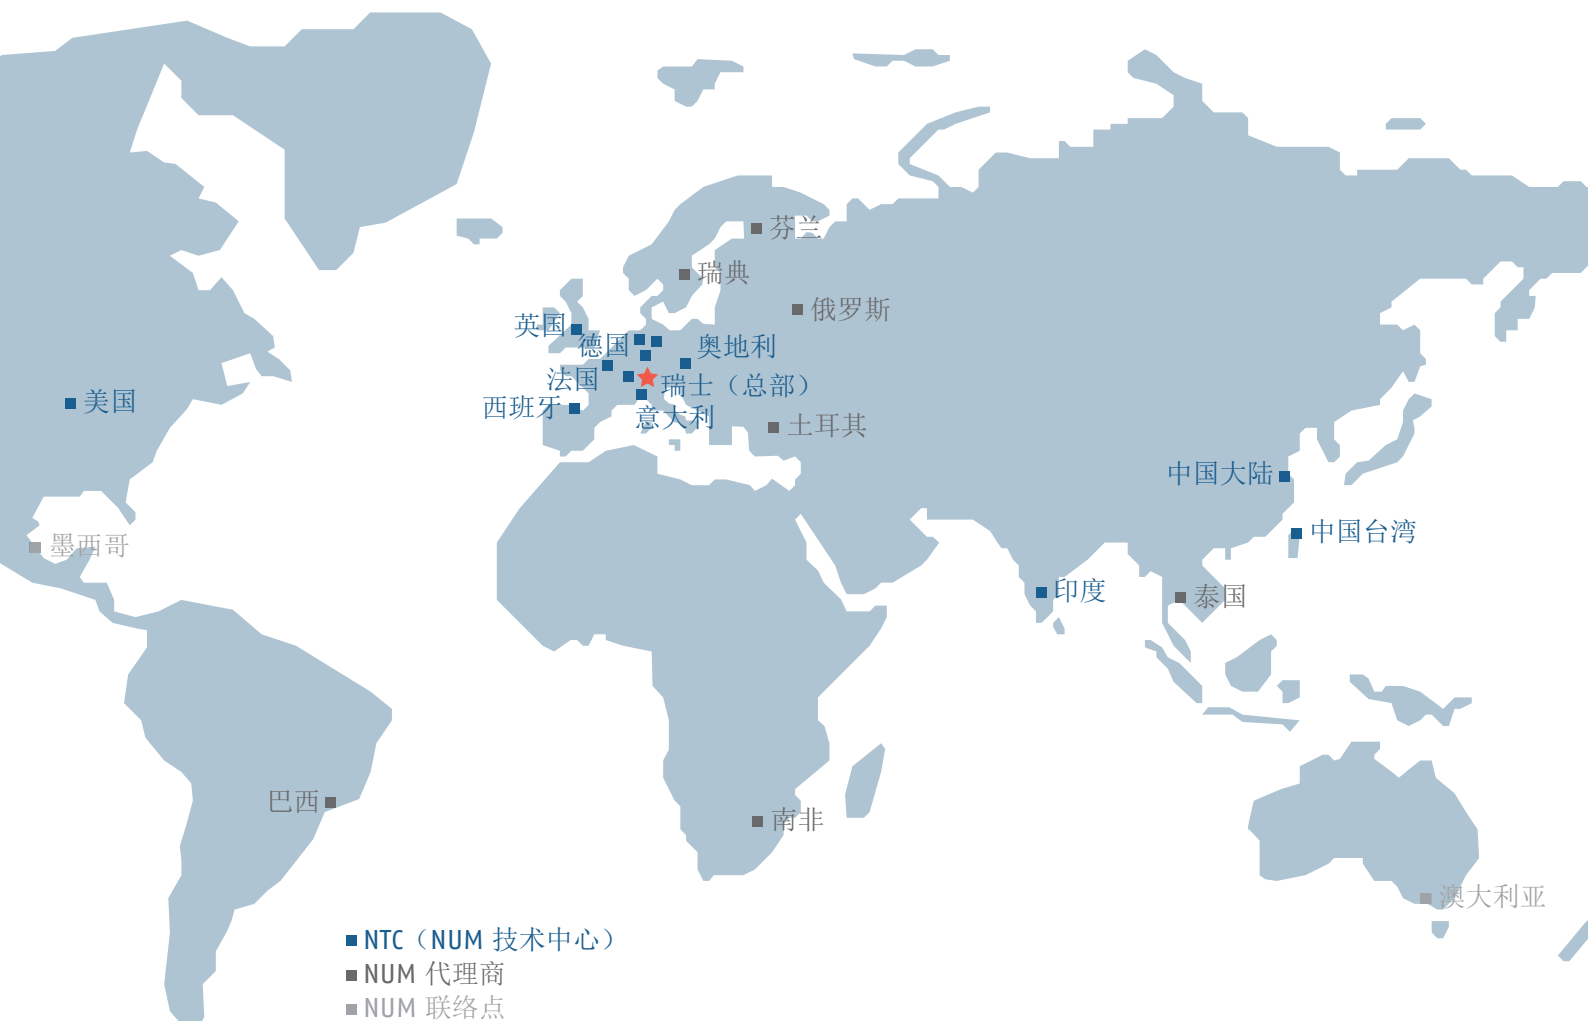 芬兰
瑞典
俄罗斯
英国
德国
奥地利
法国
瑞士（总部）
美国
西班牙
意大利
土耳其
中国大陆
中国台湾
墨西哥
印度
泰国
巴西
南非
澳大利亚
NTC（NUM 技术中心）
NUM 代理商
NUM 联络点